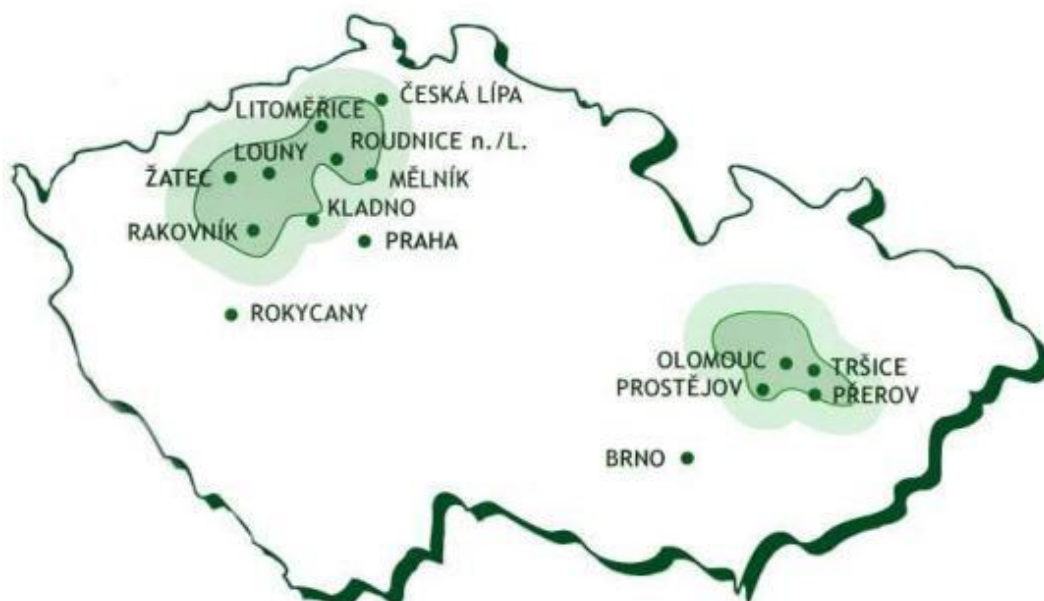 ČESKÁ LÍPA
LITOMĚŘICE
ROUDNICE n./L.
LOUNY
ŽATEC
MĚLNÍK
KLADNO
RAKOVNÍK
PRAHA
ROKYCANY
OLOMOUC
TRŠICE
PROSTĚJOV
PŘEROV
BRNO